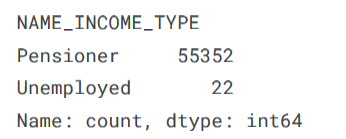 NAME_INCOME_TYPE
Pensioner     55352
Unemployed       22
Name: count, dtype: int64